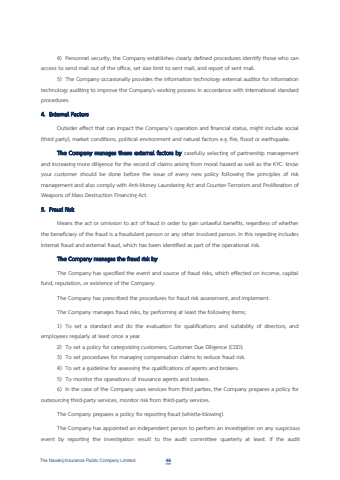 4) Personnel security, the Company establishes clearly defined procedures identify those who can
access to send mail out of the office, set size limit to sent mail, and report of sent mail.
5) The Company occasionally provides the information technology external auditor for information
technology auditing to improve the Company's working process in accordance with international standard
procedures.
4. External Factors
Outsider effect that can impact the Company's operation and financial status, might include social
(third party), market conditions, political environment and natural factors e.g. fire, flood or earthquake.
The Company manages these external factors by carefully selecting of partnership management
and increasing more diligence for the record of claims arising from moral hazard as well as the KYC: know
your customer should be done before the issue of every new policy following the principles of risk
management and also comply with Anti-Money Laundering Act and Counter-Terrorism and Proliferation of
Weapons of Mass Destruction Financing Act.
5. Fraud Risk
Means the act or omission to act of fraud in order to gain unlawful benefits, regardless of whether
the beneficiary of the fraud is a fraudulent person or any other involved person. In this regarding includes
internal fraud and external fraud, which has been identified as part of the operational risk.
The Company manages the fraud risk by
The Company has specified the event and source of fraud risks, which effected on income, capital
fund, reputation, or existence of the Company.
The Company has prescribed the procedures for fraud risk assessment, and implement.
The Company manages fraud risks, by performing at least the following items;
1) To set a standard and do the evaluation for qualifications and suitability of directors, and
employees regularly at least once a year.
2) To set a policy for categorizing customers, Customer Due Diligence (CDD)
3) To set procedures for managing compensation claims to reduce fraud risk.
4) To set a guideline for assessing the qualifications of agents and brokers.
5) To monitor the operations of insurance agents and brokers.
6) In the case of the Company uses services from third parties, the Company prepares a policy for
outsourcing third-party services, monitor risk from third-party services.
The Company prepares a policy for reporting fraud (whistle-blowing).
The Company has appointed an independent person to perform an investigation on any suspicious
event by reporting the investigation result to the audit committee quarterly at least. If the audit
The Navakij Insurance Public Company Limited